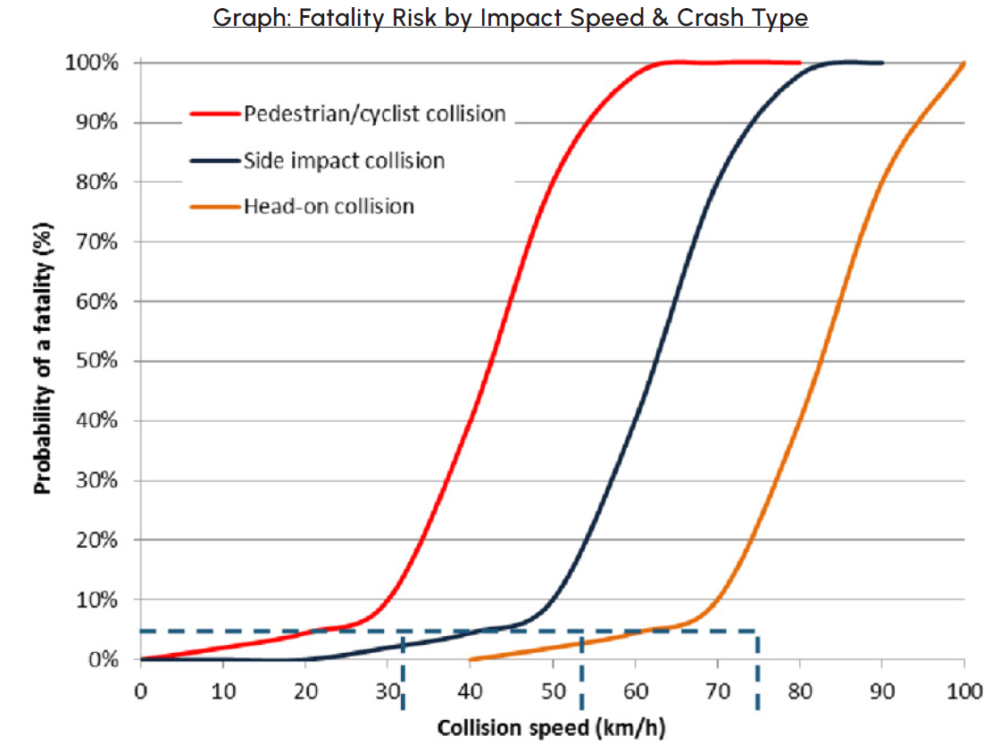 Graph: Fatality Risk by Impact Speed & Crash Type
100%
90%
80%
70%
60%
50%
40%
30%
20%
10%
0%
Probability of a fatality (%)
Pedestrian/cyclist collision
Side impact collision
Head-on collision
0 10 20 30 40 50 60 70 80 90 100
Collision speed (km/h)